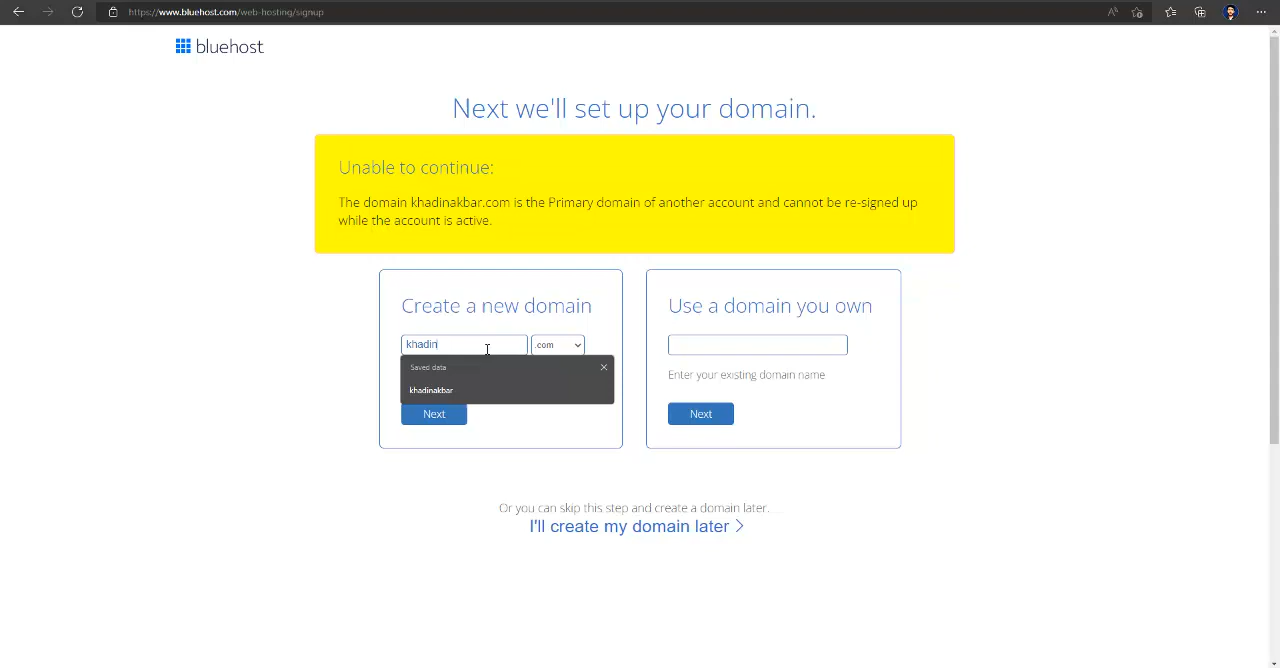 https://www.bluehost.com/web-hosting/signup
bluehost
Next we'll set up your domain.
Unable to continue:
The domain khadinakbar.com is the Primary domain of another account and cannot be re-signed up
while the account is active.
Create a new domain
khadin
.com
Saved data
khadinakbar
Next
Use a domain you own
Enter your existing domain name
Next
Or you can skip this step and create a domain later.
I'll create my domain later